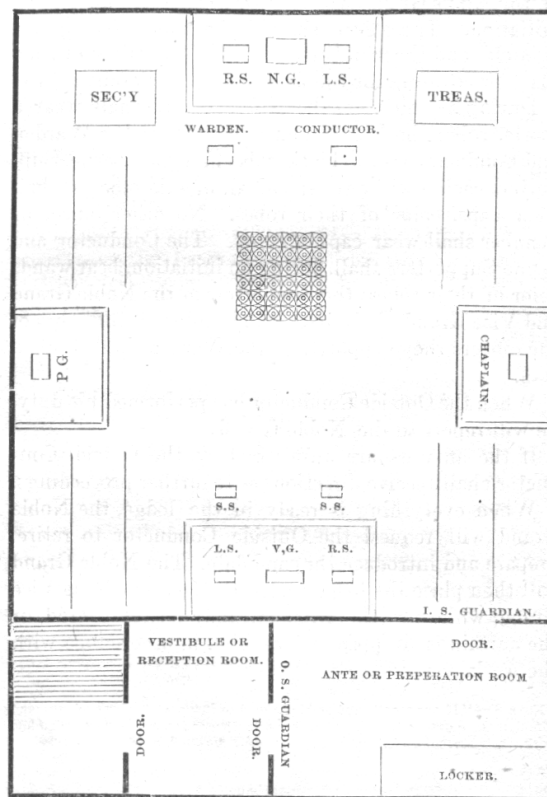 R.S. N.G. L.S.
SEC'Y
TREAS.
WARDEN. CONDUCTOR.
P G.
CHAPLAIN.
S.S. S.S.
L.S. V.G. R.S.
I. S. GUARDIAN.
VESTIBULE OR
RECEPTION ROOM.
DOOR.
DOOR.
O. S. GUARDIAN
DOOR.
ANTE OR PREPERATION ROOM
LOCKER.